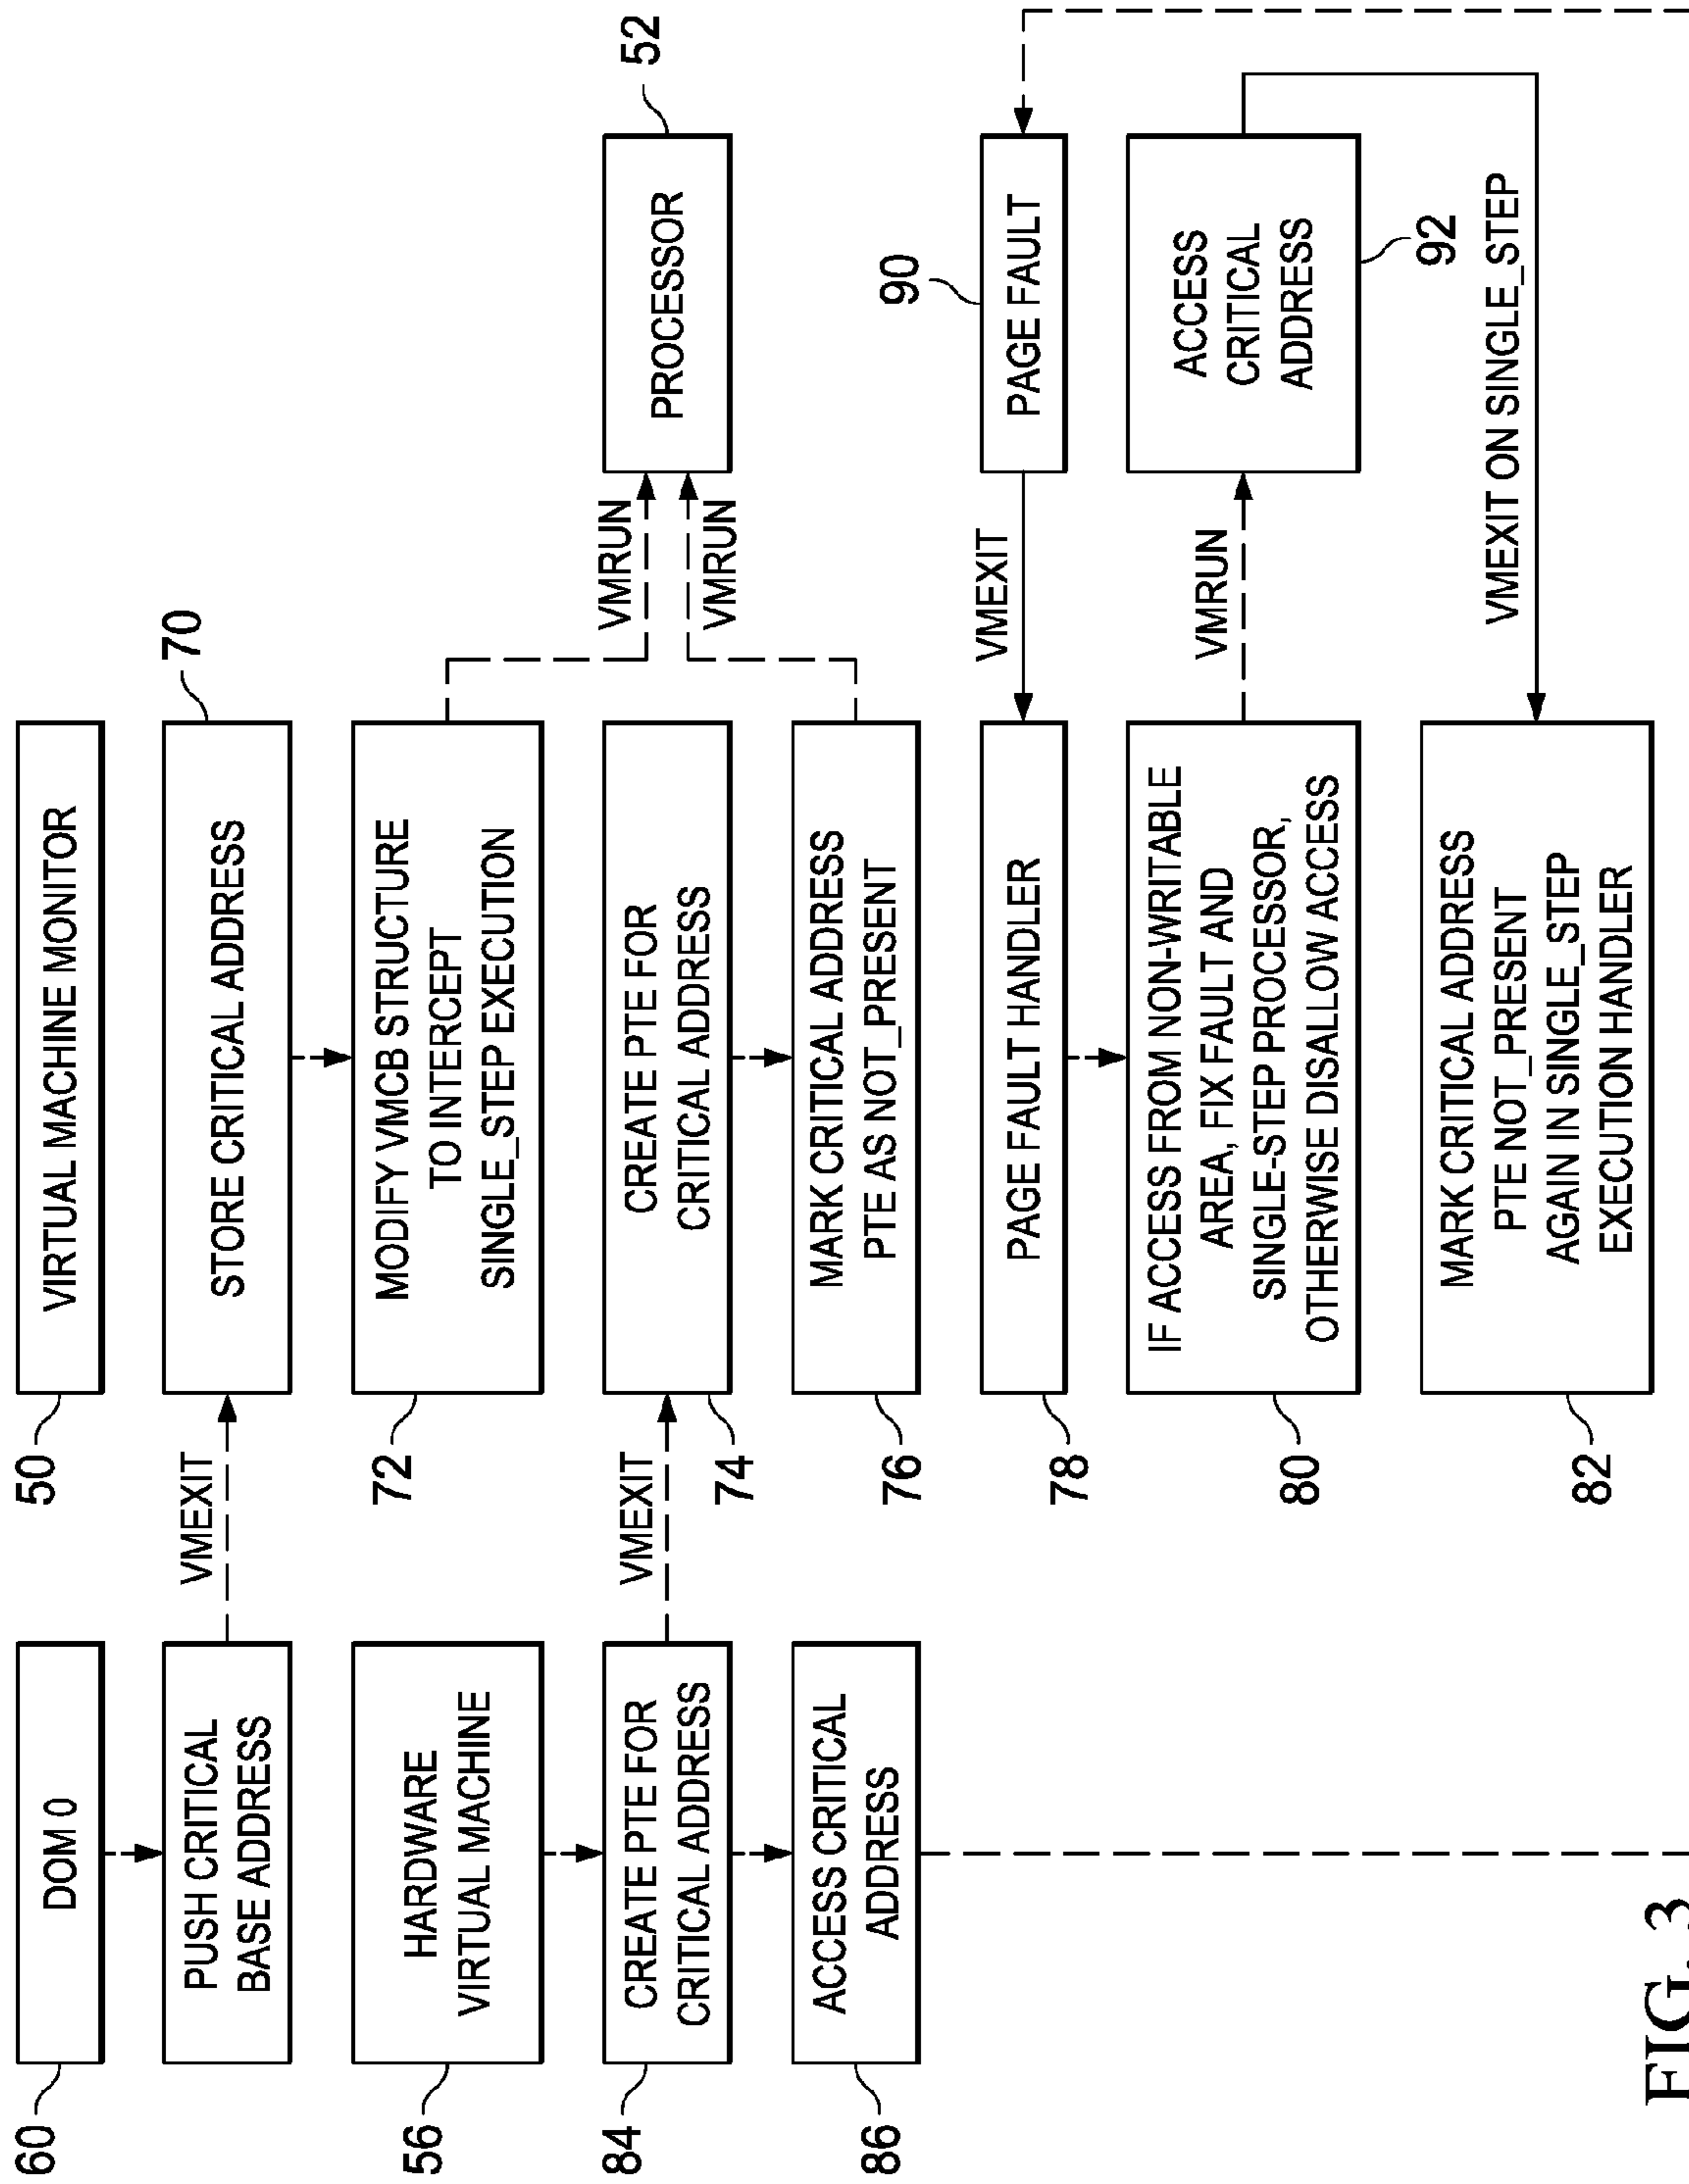 60
DOM 0
PUSH CRITICAL
BASE ADDRESS
VMEXIT
50
VIRTUAL MACHINE MONITOR
STORE CRITICAL ADDRESS
70
56
HARDWARE
VIRTUAL MACHINE
72
MODIFY VMCB STRUCTURE
TO INTERCEPT
SINGLE_STEP EXECUTION
VMRUN
PROCESSOR
52
84
CREATE PTE FOR
CRITICAL ADDRESS
VMEXIT
74
CREATE PTE FOR
CRITICAL ADDRESS
VMRUN
86
ACCESS CRITICAL
ADDRESS
76
MARK CRITICAL ADDRESS
PTE AS NOT_PRESENT
78
PAGE FAULT HANDLER
VMEXIT
PAGE FAULT
90
80
IF ACCESS FROM NON-WRITABLE
AREA, FIX FAULT AND
SINGLE-STEP PROCESSOR,
OTHERWISE DISALLOW ACCESS
VMRUN
ACCESS
CRITICAL
ADDRESS
92
82
MARK CRITICAL ADDRESS
PTE NOT_PRESENT
AGAIN IN SINGLE_STEP
EXECUTION HANDLER
VMEXIT ON SINGLE_STEP
FIG. 3